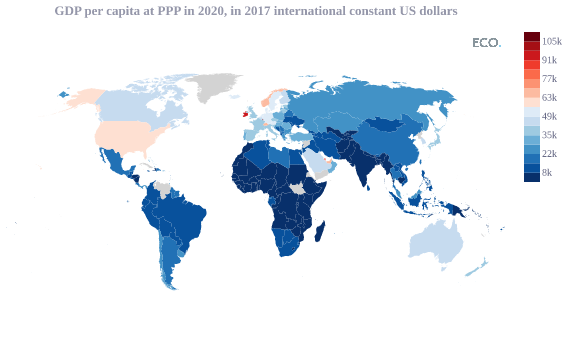 GDP per capita at PPP in 2020, in 2017 international constant US dollars
ECO.
105k
91k
77k
63k
49k
35k
22k
8k